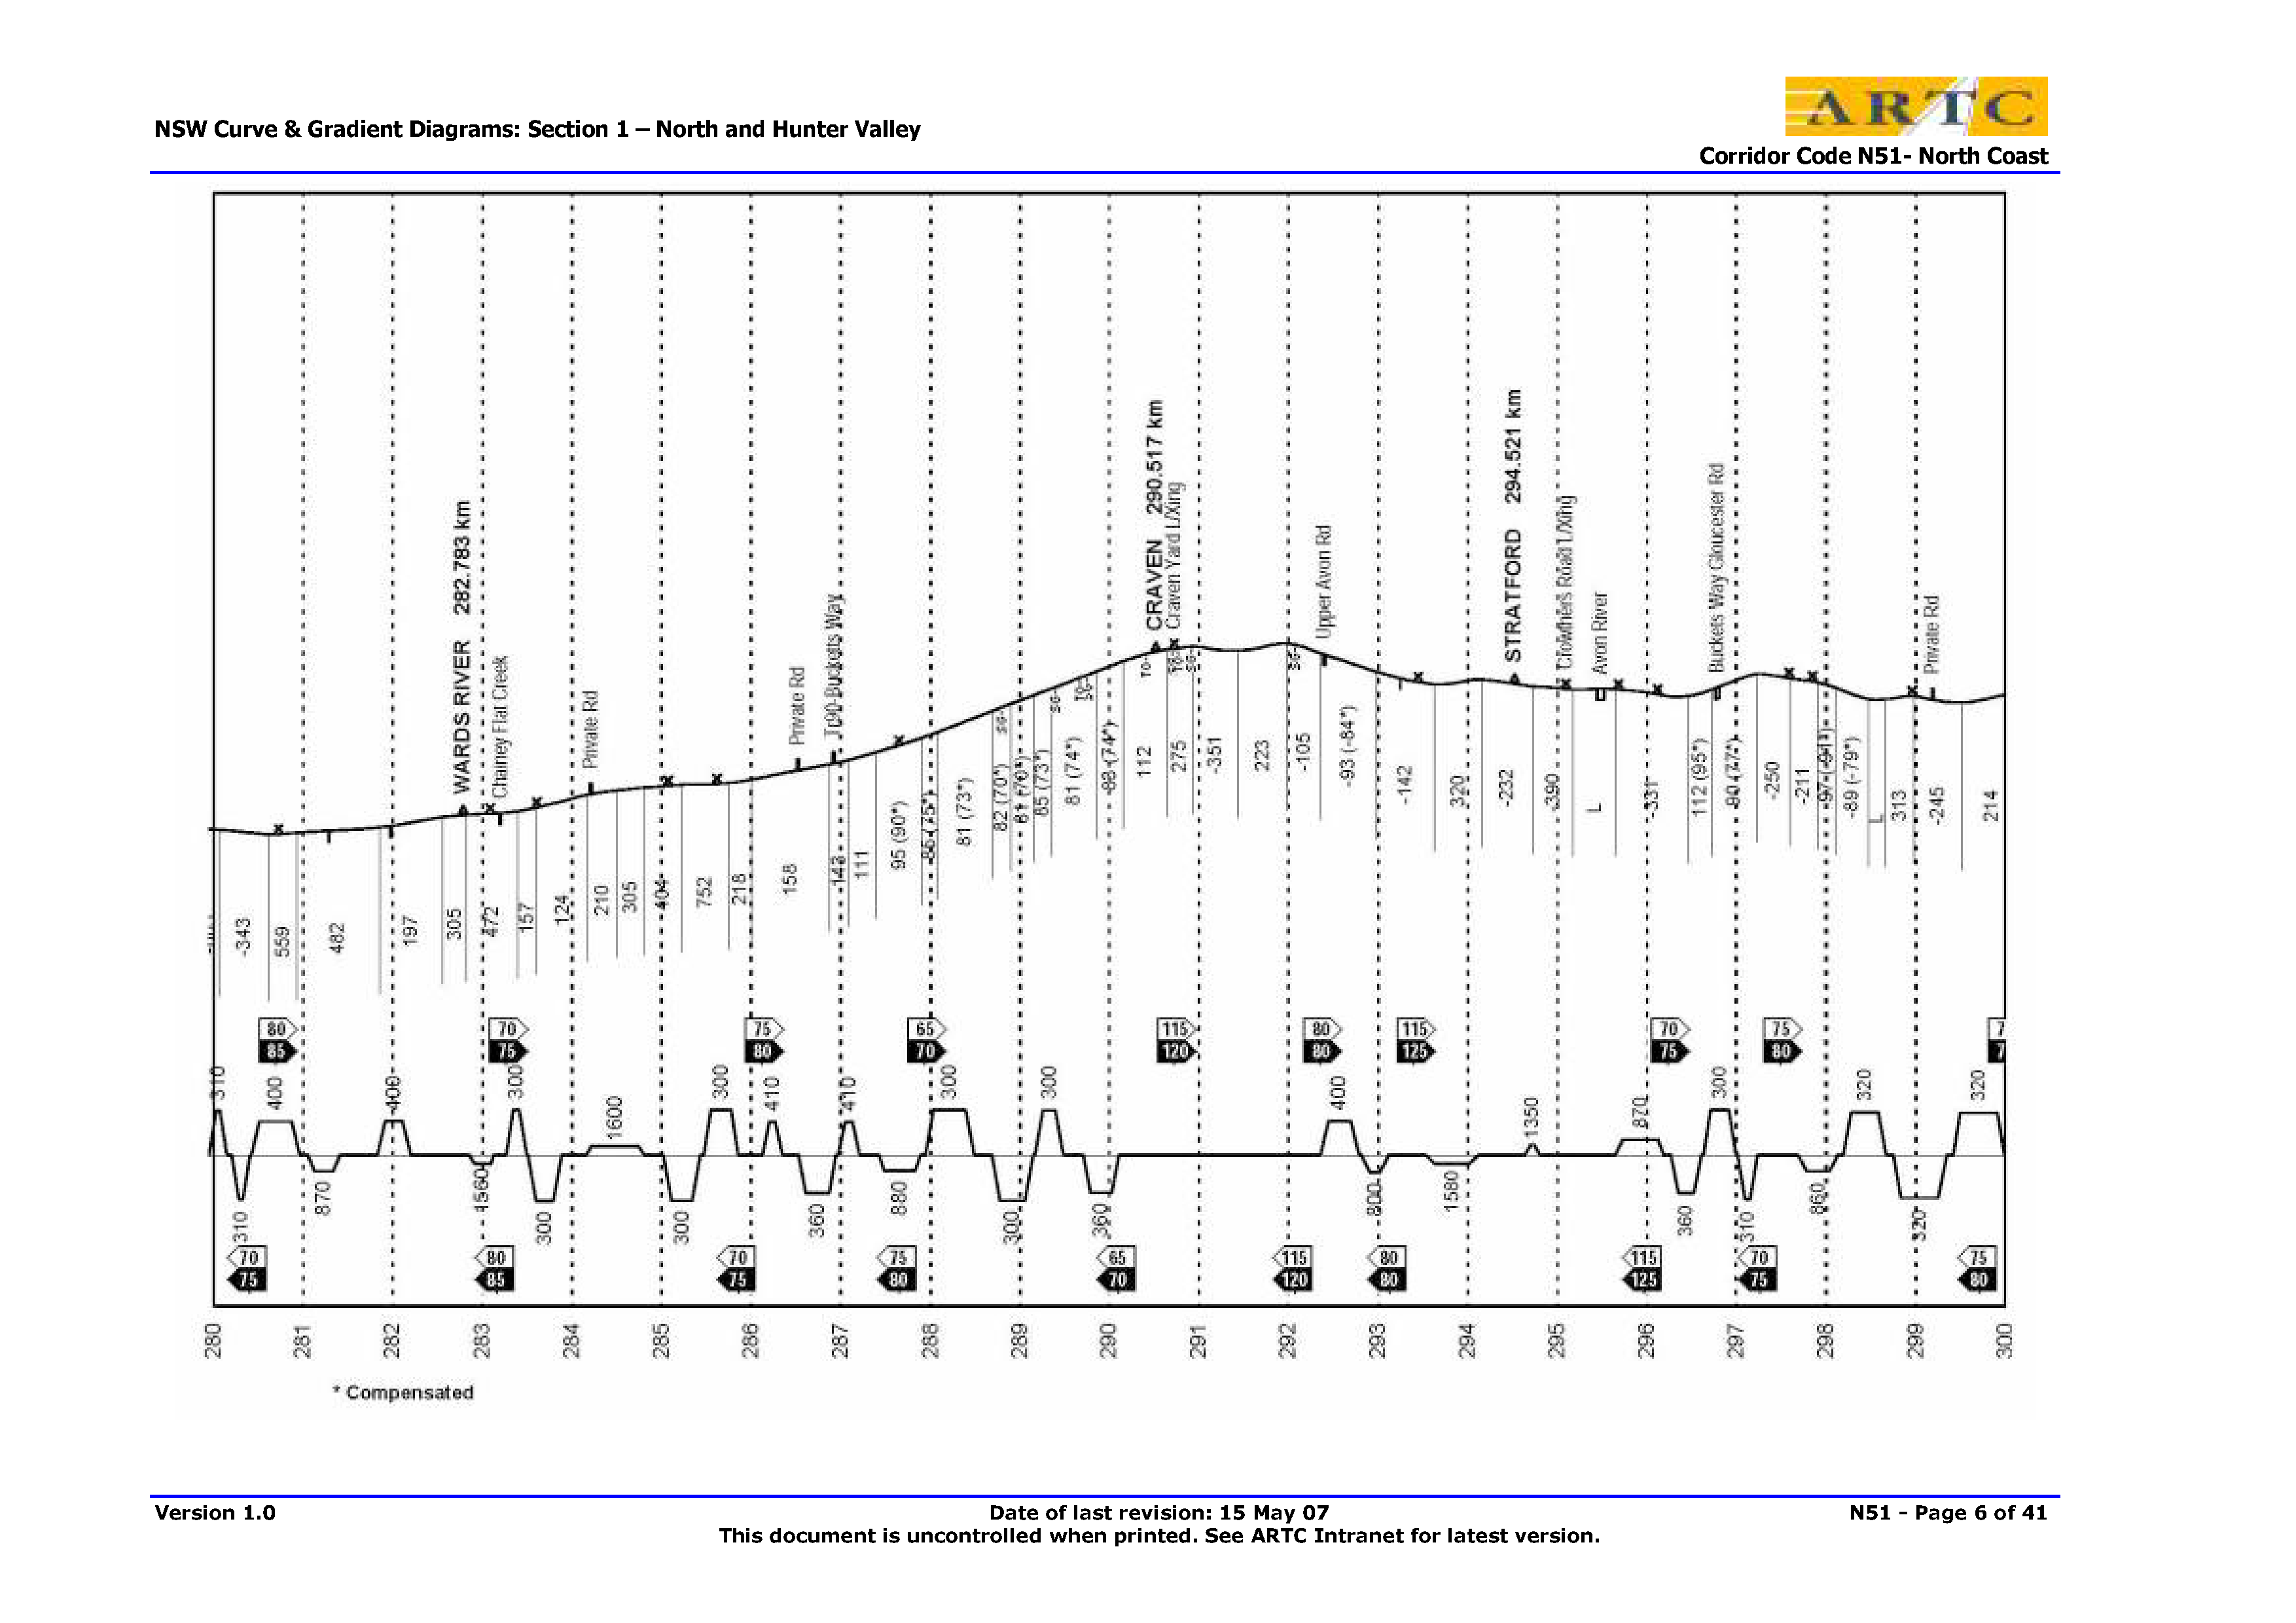 NSW Curve & Gradient Diagrams: Section 1 – North and Hunter Valley
ARTC
Corridor Code N51- North Coast
WARDS RIVER 282.783 km
Chainey Flat Creek
Private Rd
Private Rd
Bucketts Way
CRAVEN 290.517 km
Craven Yard L/Xing
Upper Avon Rd
STRATFORD 294.521 km
Crowthers Road L/Xing
Avon River
Buckets Way Gloucester Rd
Private Rd
-343
559
482
197
305
472
157
124
210
305
404
752
218
158
143
111
95 (90*)
86 (75*)
81 (73*)
82 (70*)
81 (70*)
85 (73*)
81 (74*)
88 (74*)
112
275
-351
223
-105
-93 (-84*)
-142
320
-232
-390
L
-331
112 (95*)
90 (77*)
-250
-211
-97 (-91*)
-89 (-79*)
L
313
-245
214
80 70 75 65 115 80 115 70 75 7
85 75 80 70 120 80 125 75 80 7
310 400 400 300 1600 300 410 410 300 300 400 1350 870 300 320 320
310 870 1560 300 300 360 880 300 360 800 1580 360 310 860 320
70 80 70 75 65 115 80 115 70 75
75 85 75 80 70 120 80 125 75 80
280 281 282 283 284 285 286 287 288 289 290 291 292 293 294 295 296 297 298 299 300
* Compensated
Version 1.0 Date of last revision: 15 May 07 N51 - Page 6 of 41
This document is uncontrolled when printed. See ARTC Intranet for latest version.